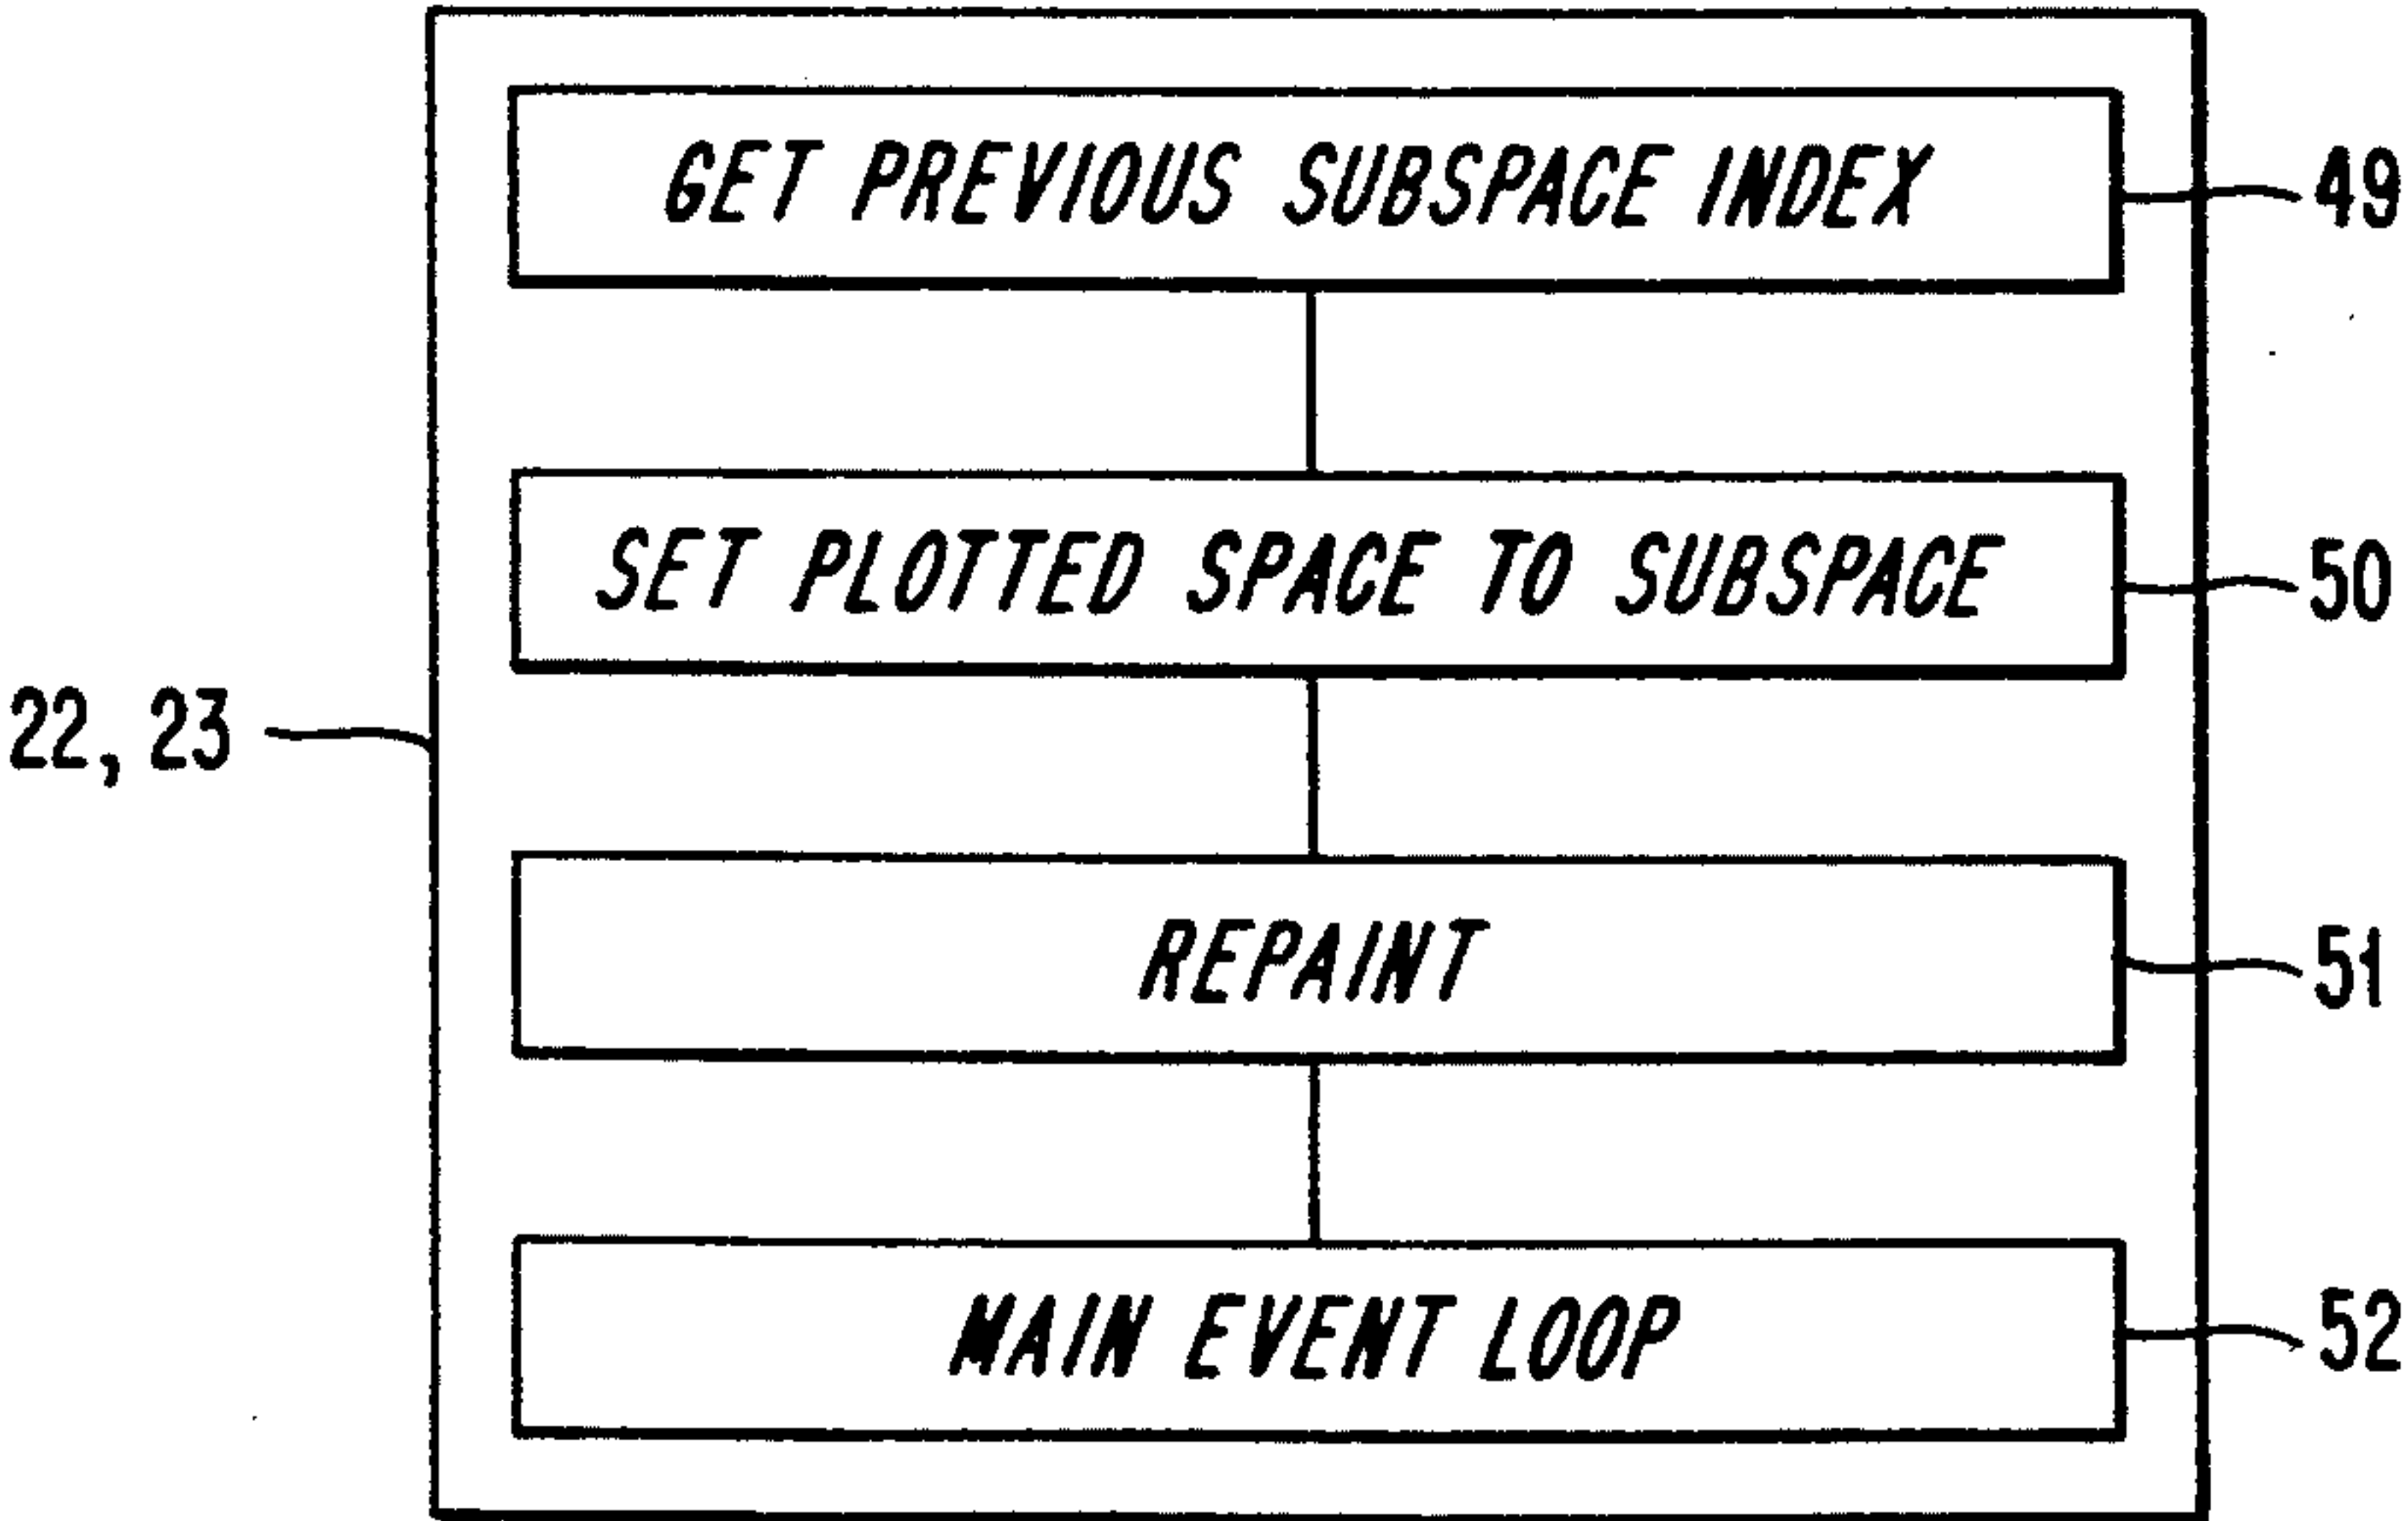 GET PREVIOUS SUBSPACE INDEX
49
SET PLOTTED SPACE TO SUBSPACE
50
22, 23
REPAINT
51
MAIN EVENT LOOP
52